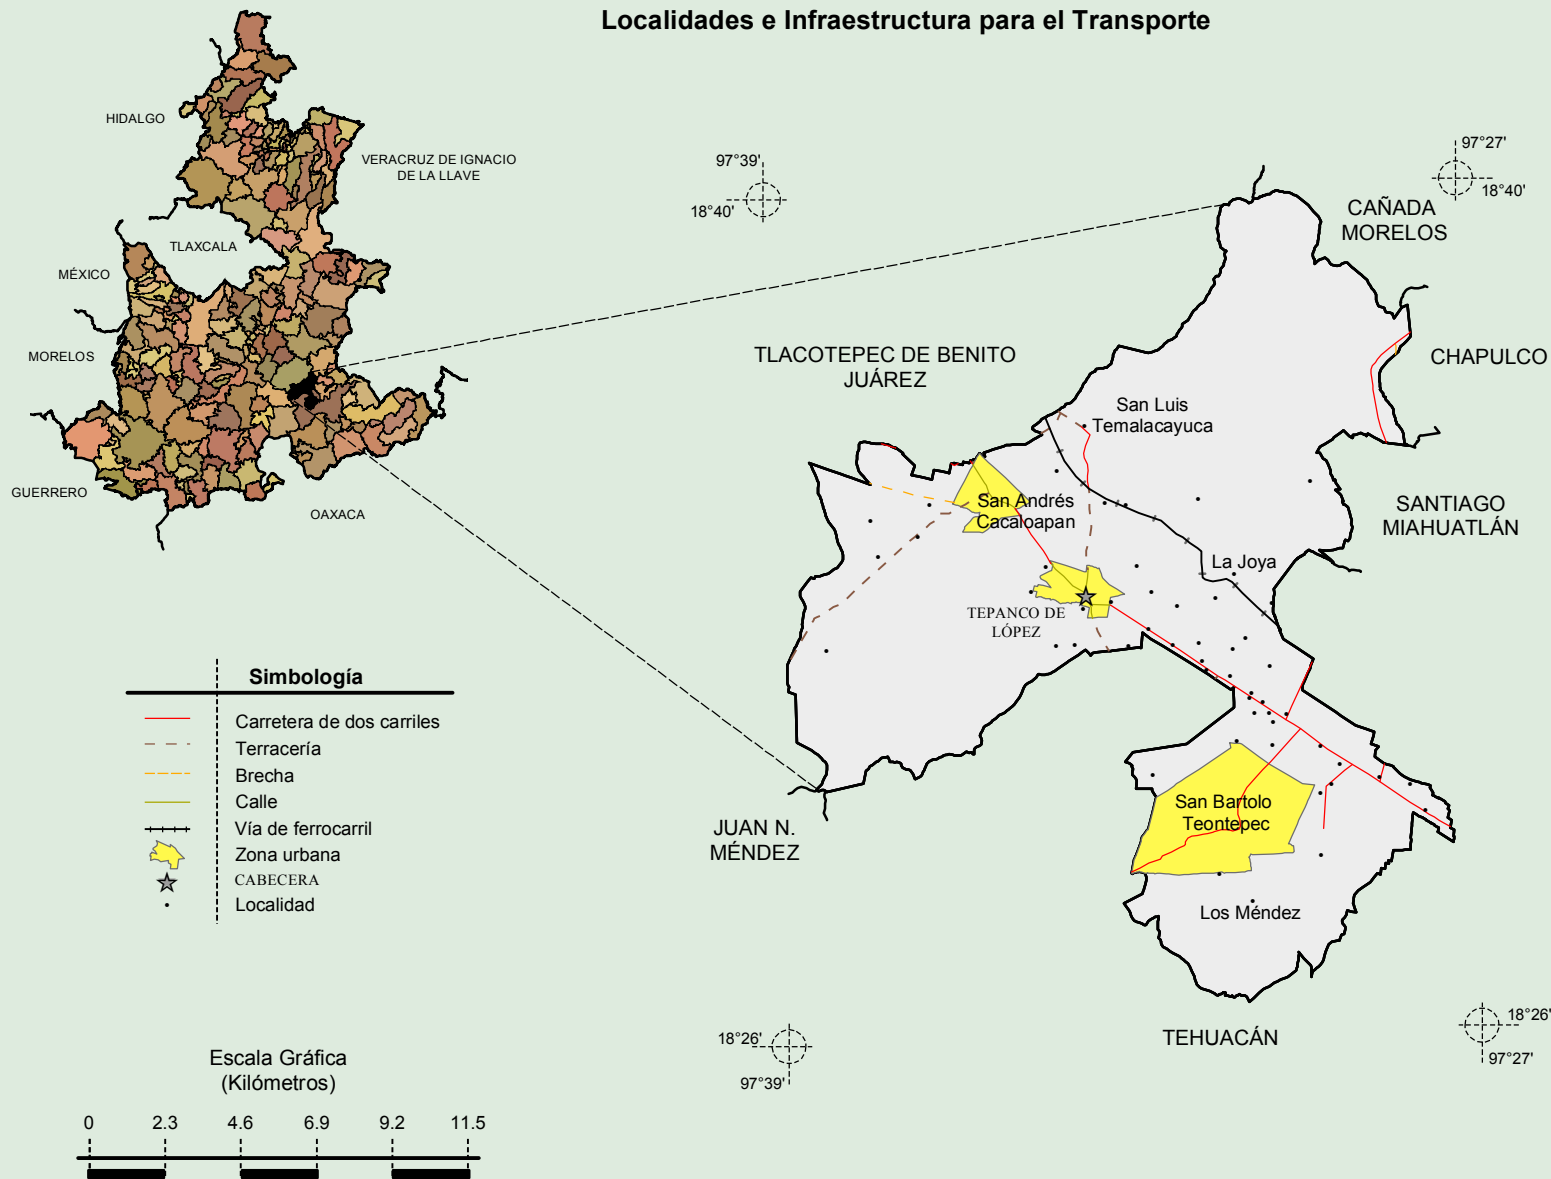 Localidades e Infraestructura para el Transporte
HIDALGO
VERACRUZ DE IGNACIO
DE LA LLAVE
TLAXCALA
MÉXICO
MORELOS
GUERRERO
OAXACA
97°39'
18°40'
97°27'
18°40'
CAÑADA
MORELOS
TLACOTEPEC DE BENITO
JUÁREZ
CHAPULCO
San Luis
Temalacayuca
San Andrés
Cacaloapan
SANTIAGO
MIAHUATLÁN
La Joya
TEPANCO DE
LÓPEZ
San Bartolo
Teontepec
JUAN N.
MÉNDEZ
Los Méndez
TEHUACÁN
18°26'
97°39'
18°26'
97°27'
Simbología
Carretera de dos carriles
Terracería
Brecha
Calle
Vía de ferrocarril
Zona urbana
CABECERA
Localidad
Escala Gráfica
(Kilómetros)
0 2.3 4.6 6.9 9.2 11.5